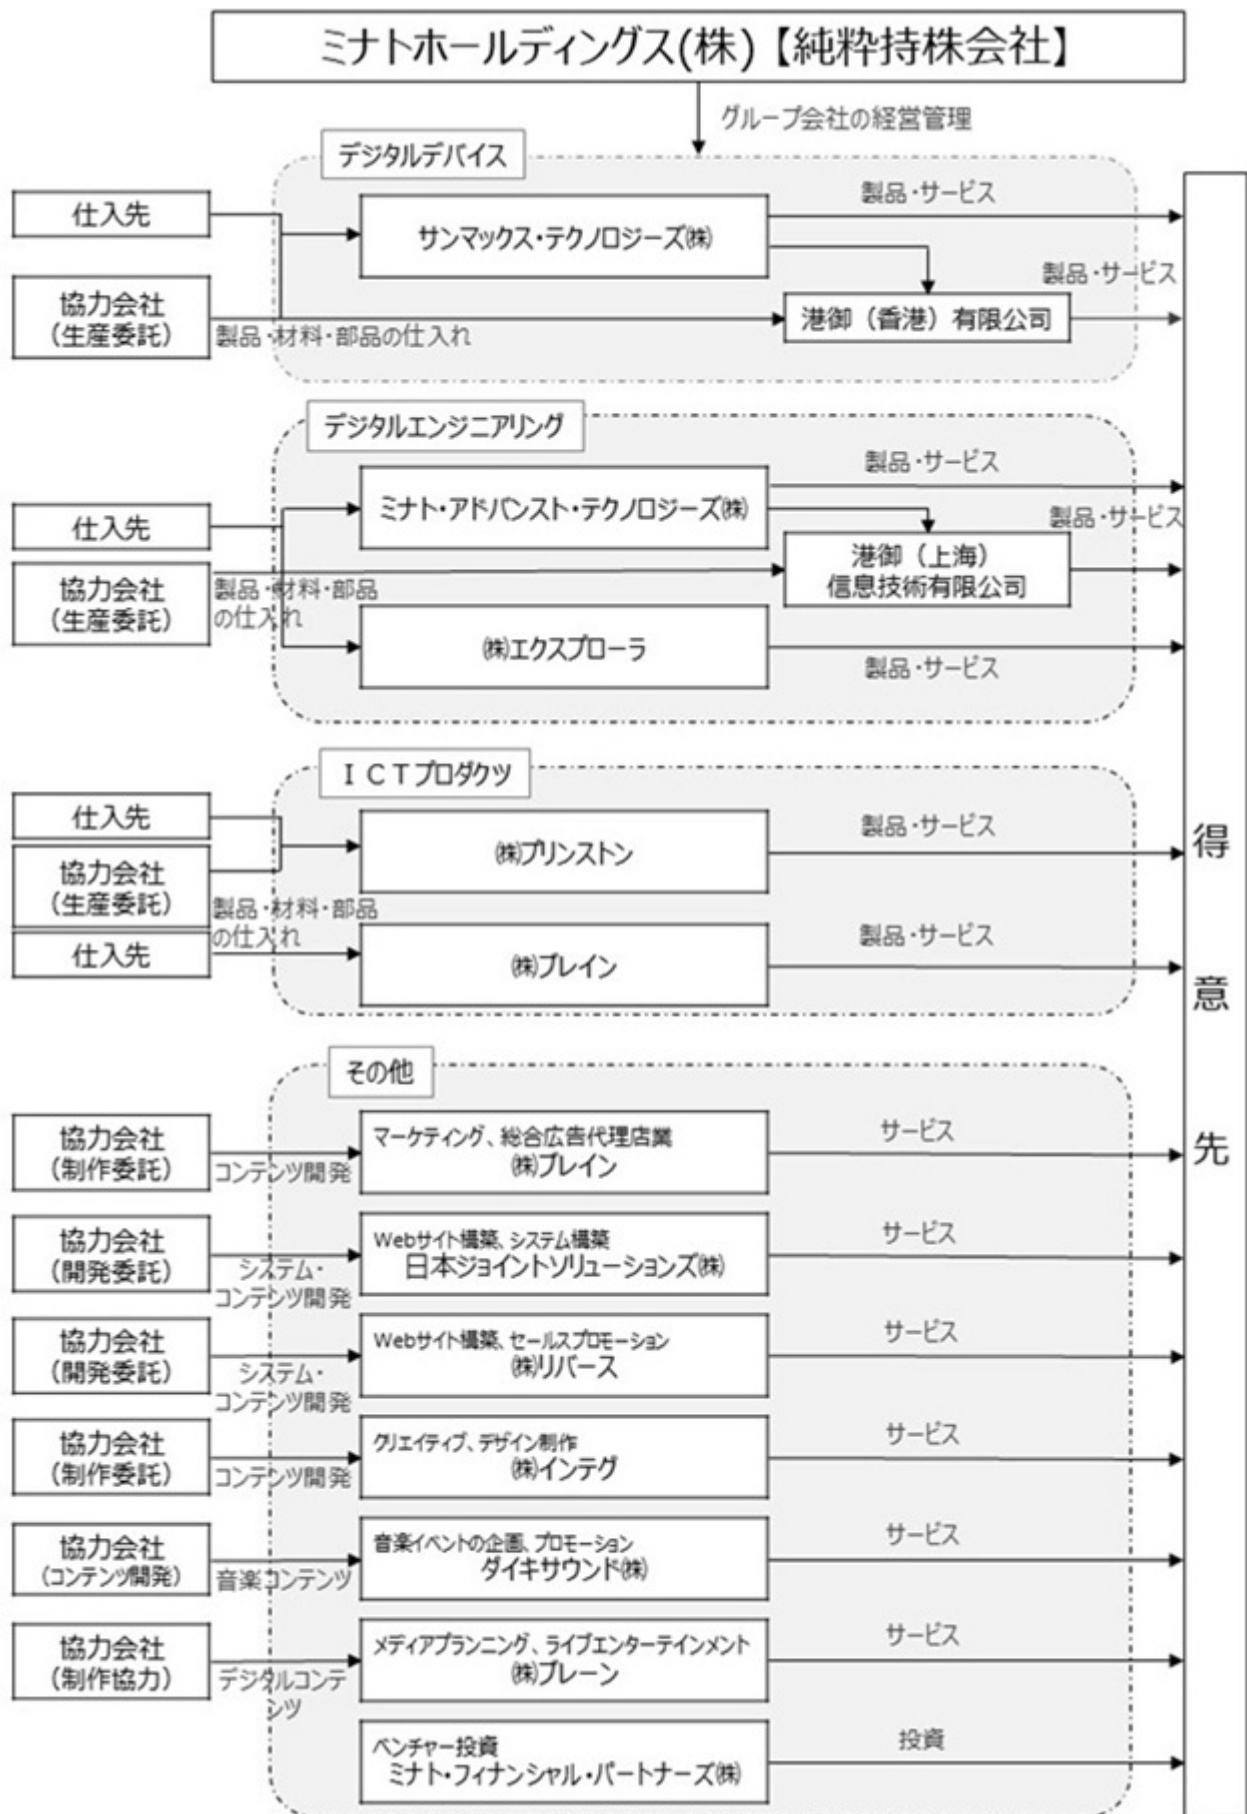 ミナトホールディングス(株)【純粋持株会社】
グループ会社の経営管理
デジタルデバイス
仕入先
協力会社
(生産委託)
製品・材料・部品の仕入れ
サンマックス・テクノロジーズ㈱
製品・サービス
港御（香港）有限公司
製品・サービス
デジタルエンジニアリング
仕入先
協力会社
(生産委託)
製品・材料・部品
の仕入れ
ミナト・アドバンスト・テクノロジーズ㈱
製品・サービス
港御（上海）
信息技術有限公司
製品・サービス
㈱エクスプローラ
製品・サービス
ＩＣＴプロダクツ
仕入先
協力会社
(生産委託)
製品・材料・部品
の仕入れ
仕入先
㈱プリンストン
製品・サービス
㈱ブレイン
製品・サービス
その他
協力会社
(制作委託)
コンテンツ開発
マーケティング、総合広告代理店業
㈱ブレイン
サービス
協力会社
(開発委託)
システム・
コンテンツ開発
Webサイト構築、システム構築
日本ジョイントソリューションズ㈱
サービス
協力会社
(開発委託)
システム・
コンテンツ開発
Webサイト構築、セールスプロモーション
㈱リバース
サービス
協力会社
(制作委託)
コンテンツ開発
クリエイティブ、デザイン制作
㈱インテグ
サービス
協力会社
(コンテンツ開発)
音楽コンテンツ
音楽イベントの企画、プロモーション
ダイキサウンド㈱
サービス
協力会社
(制作協力)
デジタルコンテ
ンツ
メディアプランニング、ライブエンターテインメント
㈱ブレーン
サービス
ベンチャー投資
ミナト・フィナンシャル・パートナーズ㈱
投資
得
意
先